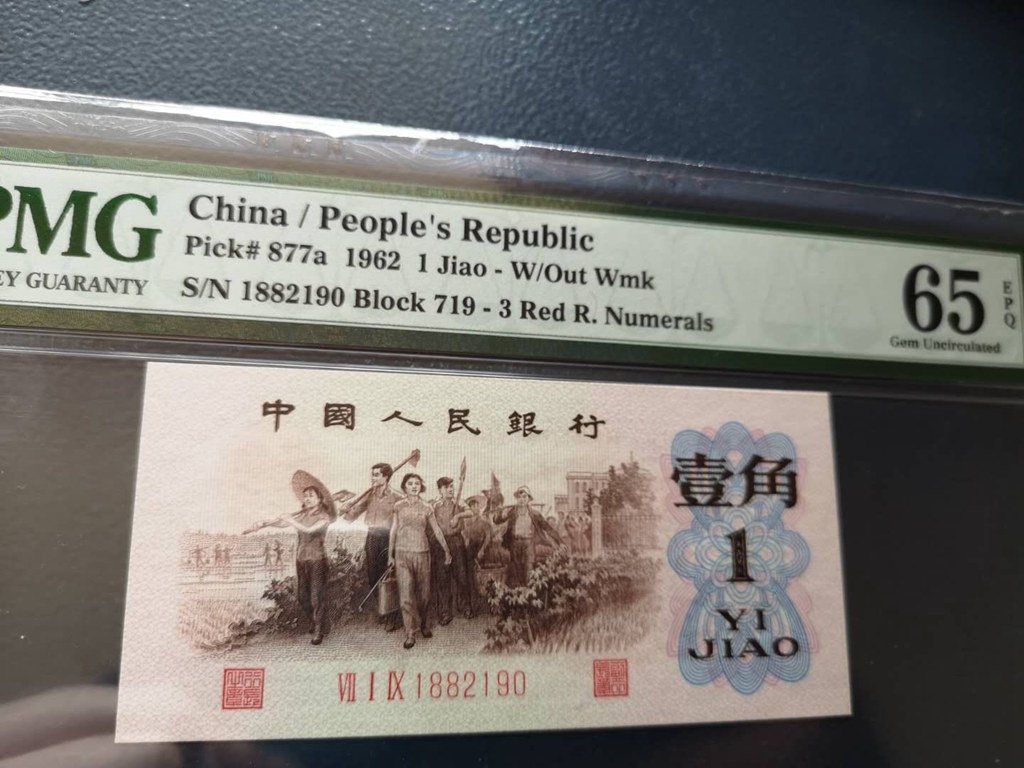 PMG
EY GUARANTY
China / People's Republic
Pick# 877a 1962 1 Jiao - W/Out Wmk
S/N 1882190 Block 719 - 3 Red R. Numerals
65
EPQ
Gem Uncirculated
中國人民銀行
壹角
1
YI
JIAO
VII I IX 1882190